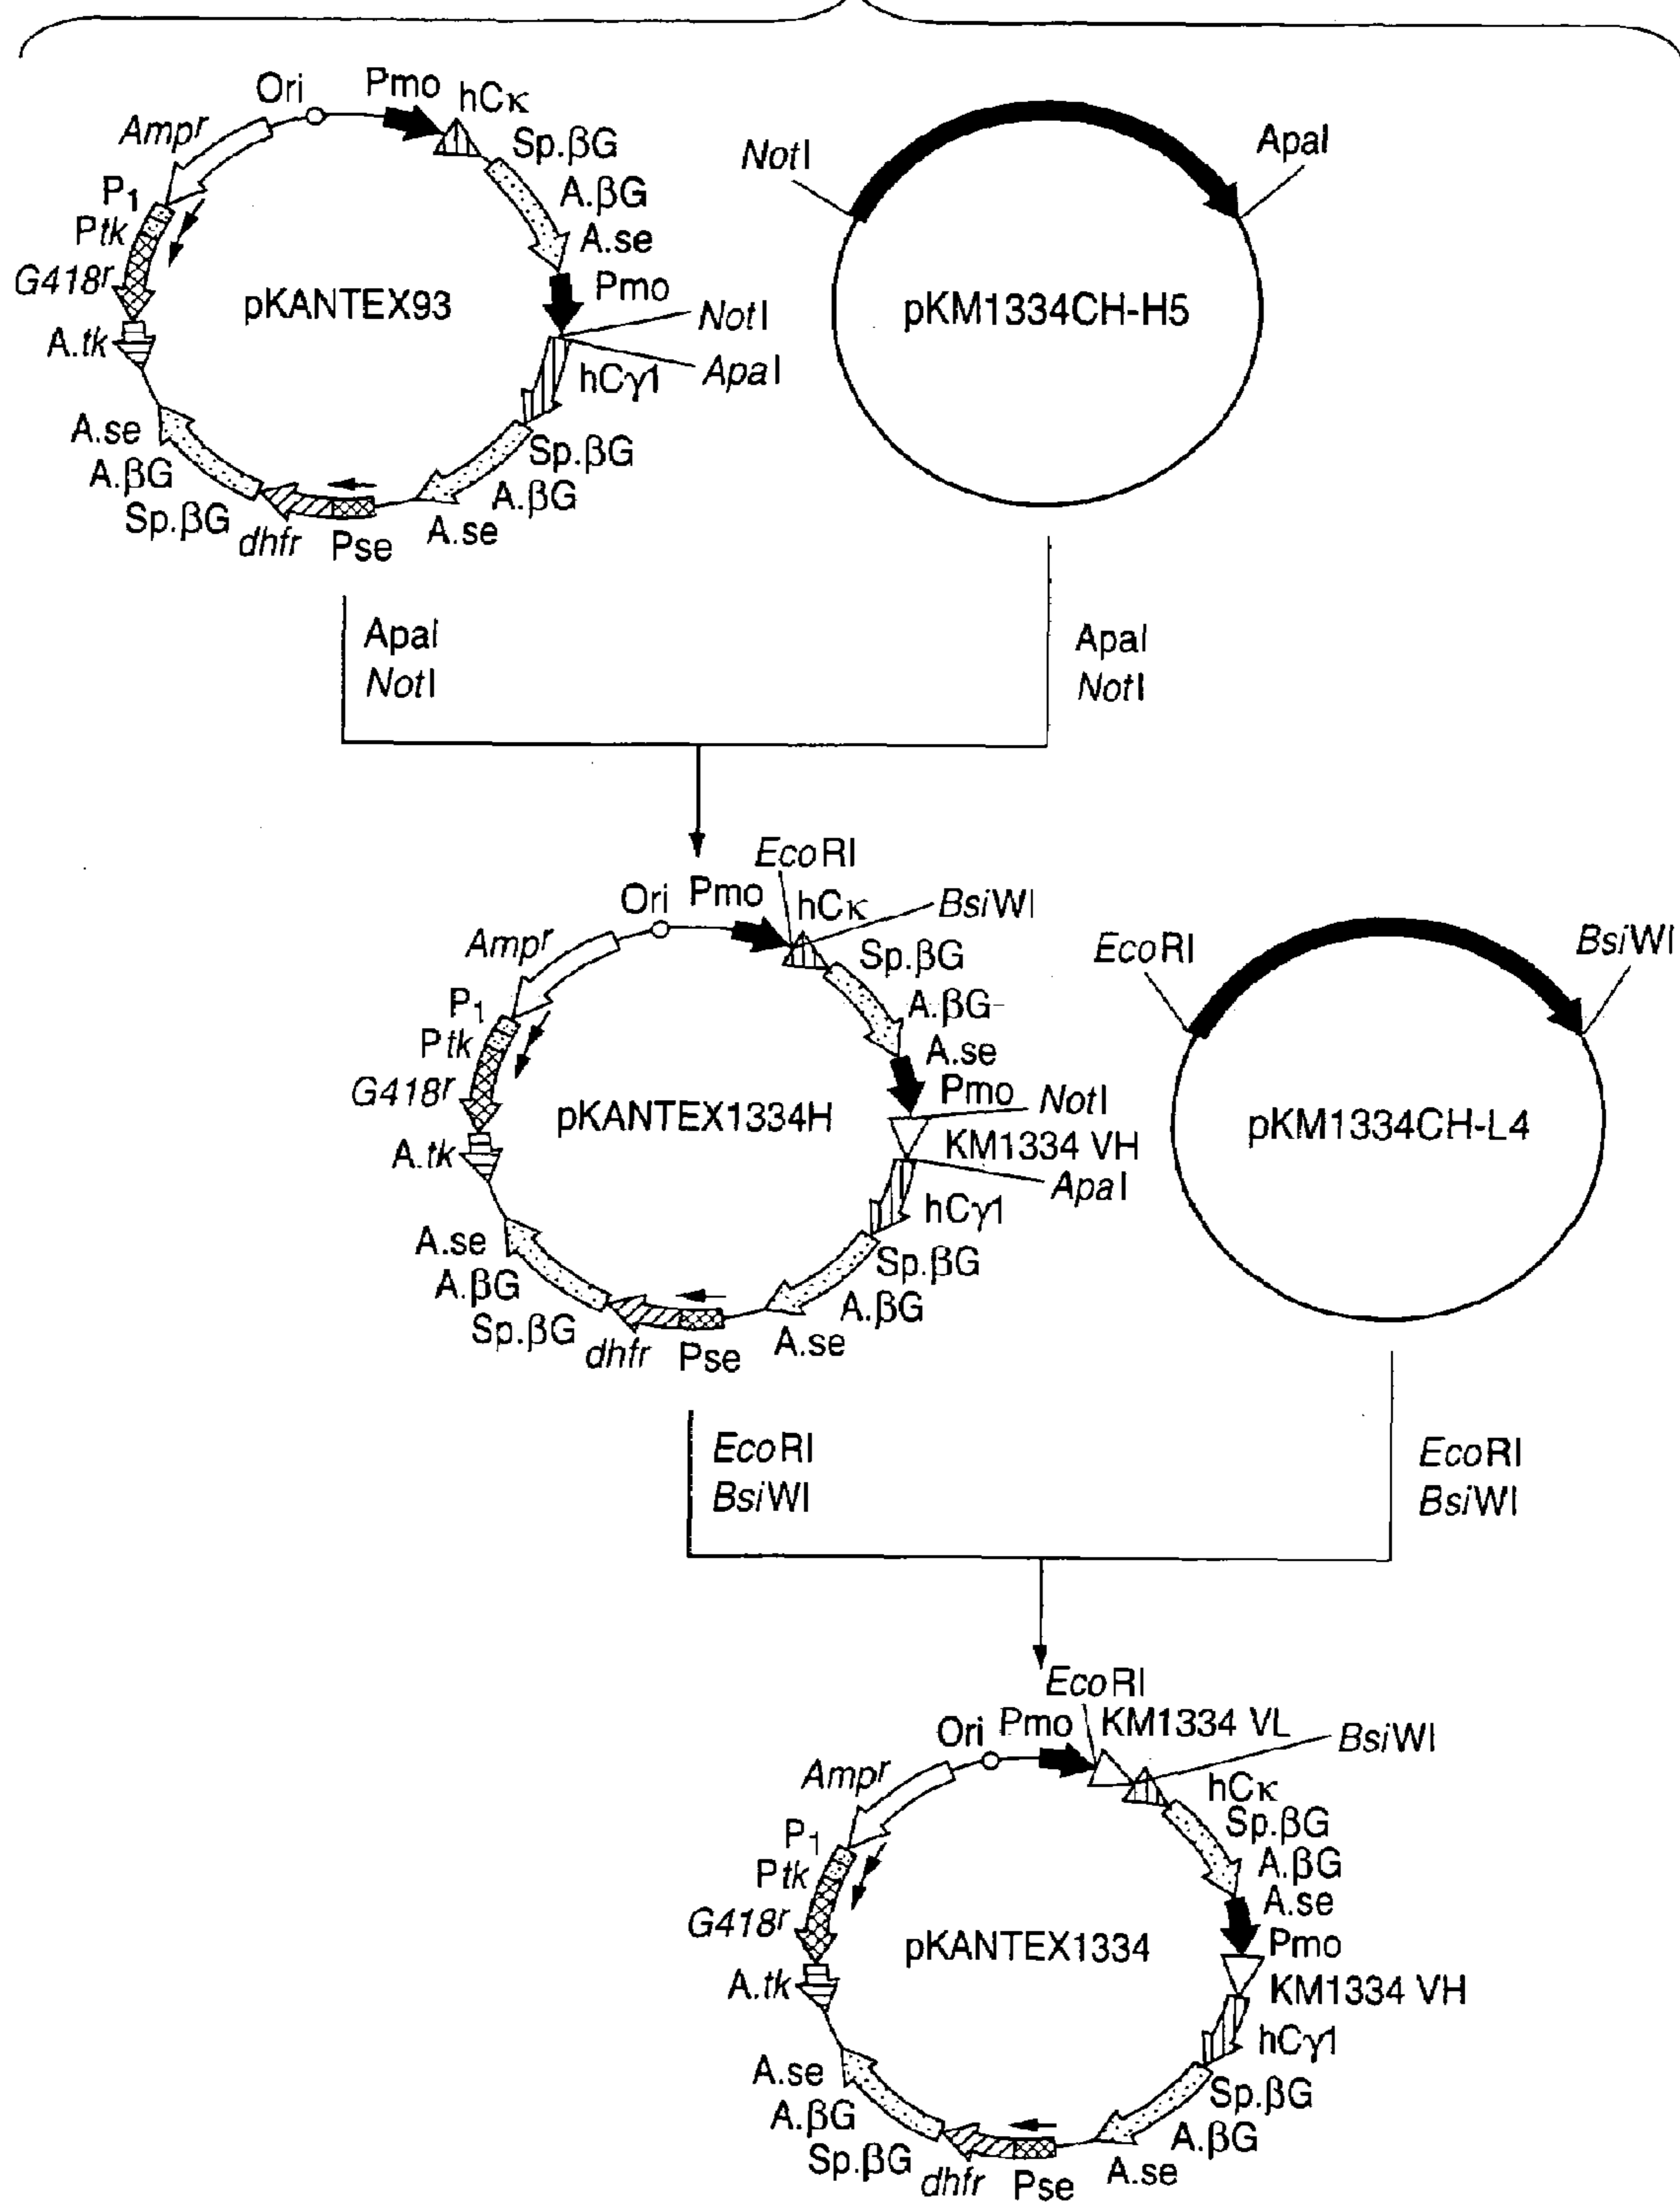 Ori
Pmo
hCκ
Ampr
Sp.βG
NotI
ApaI
P1
A.βG
Ptk
A.se
G418r
pKANTEX93
Pmo
NotI
pKM1334CH-H5
A.tk
hCγ1
ApaI
A.se
Sp.βG
A.βG
A.βG
Sp.βG
dhfr
Pse
A.se
ApaI
NotI
ApaI
NotI
EcoRI
Ori
Pmo
hCκ
BsiWI
Ampr
Sp.βG
EcoRI
BsiWI
P1
A.βG
Ptk
A.se
G418r
Pmo
NotI
pKANTEX1334H
KM1334 VH
pKM1334CH-L4
A.tk
ApaI
hCγ1
A.se
Sp.βG
A.βG
A.βG
Sp.βG
dhfr
Pse
A.se
EcoRI
BsiWI
EcoRI
BsiWI
EcoRI
Ori
Pmo
KM1334 VL
BsiWI
Ampr
hCκ
Sp.βG
P1
A.βG
Ptk
A.se
G418r
pKANTEX1334
Pmo
A.tk
KM1334 VH
hCγ1
A.se
Sp.βG
A.βG
A.βG
Sp.βG
dhfr
Pse
A.se